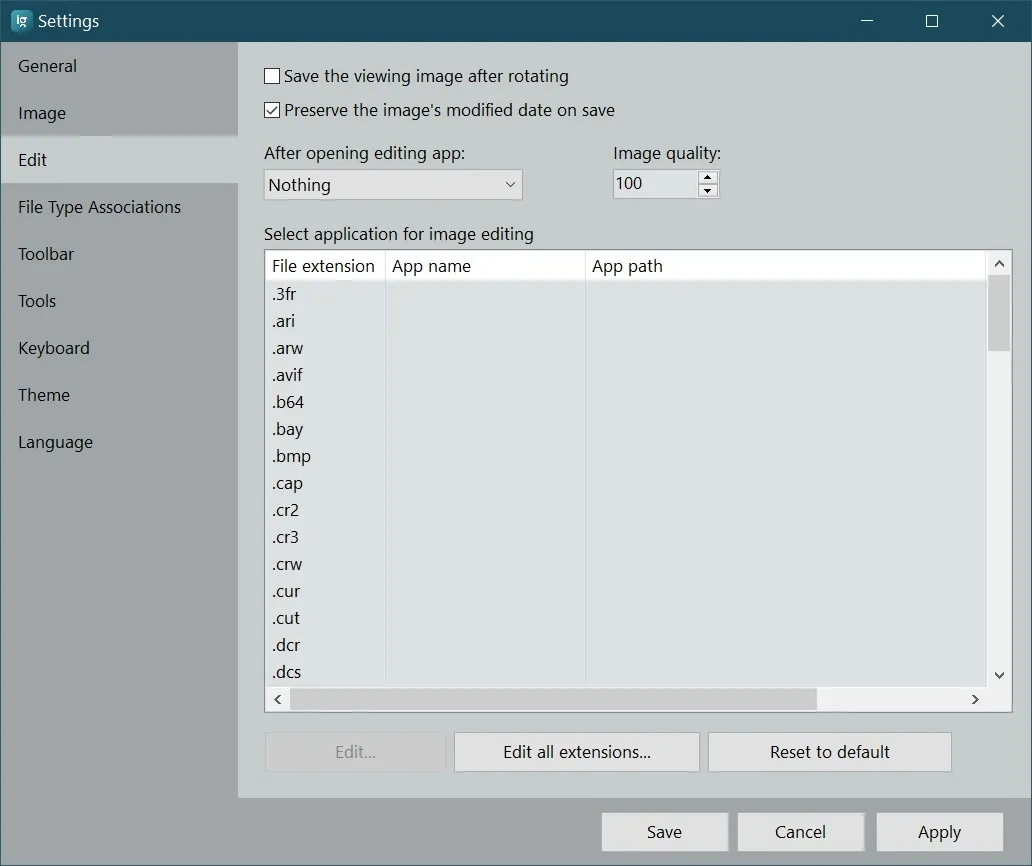 Settings
General
Image
Edit
File Type Associations
Toolbar
Tools
Keyboard
Theme
Language
Save the viewing image after rotating
Preserve the image's modified date on save
After opening editing app:
Nothing
Image quality:
100
Select application for image editing
File extension App name App path
.3fr
.ari
.arw
.avif
.b64
.bay
.bmp
.cap
.cr2
.cr3
.crw
.cur
.cut
.dcr
.dcs
Edit... Edit all extensions... Reset to default
Save Cancel Apply